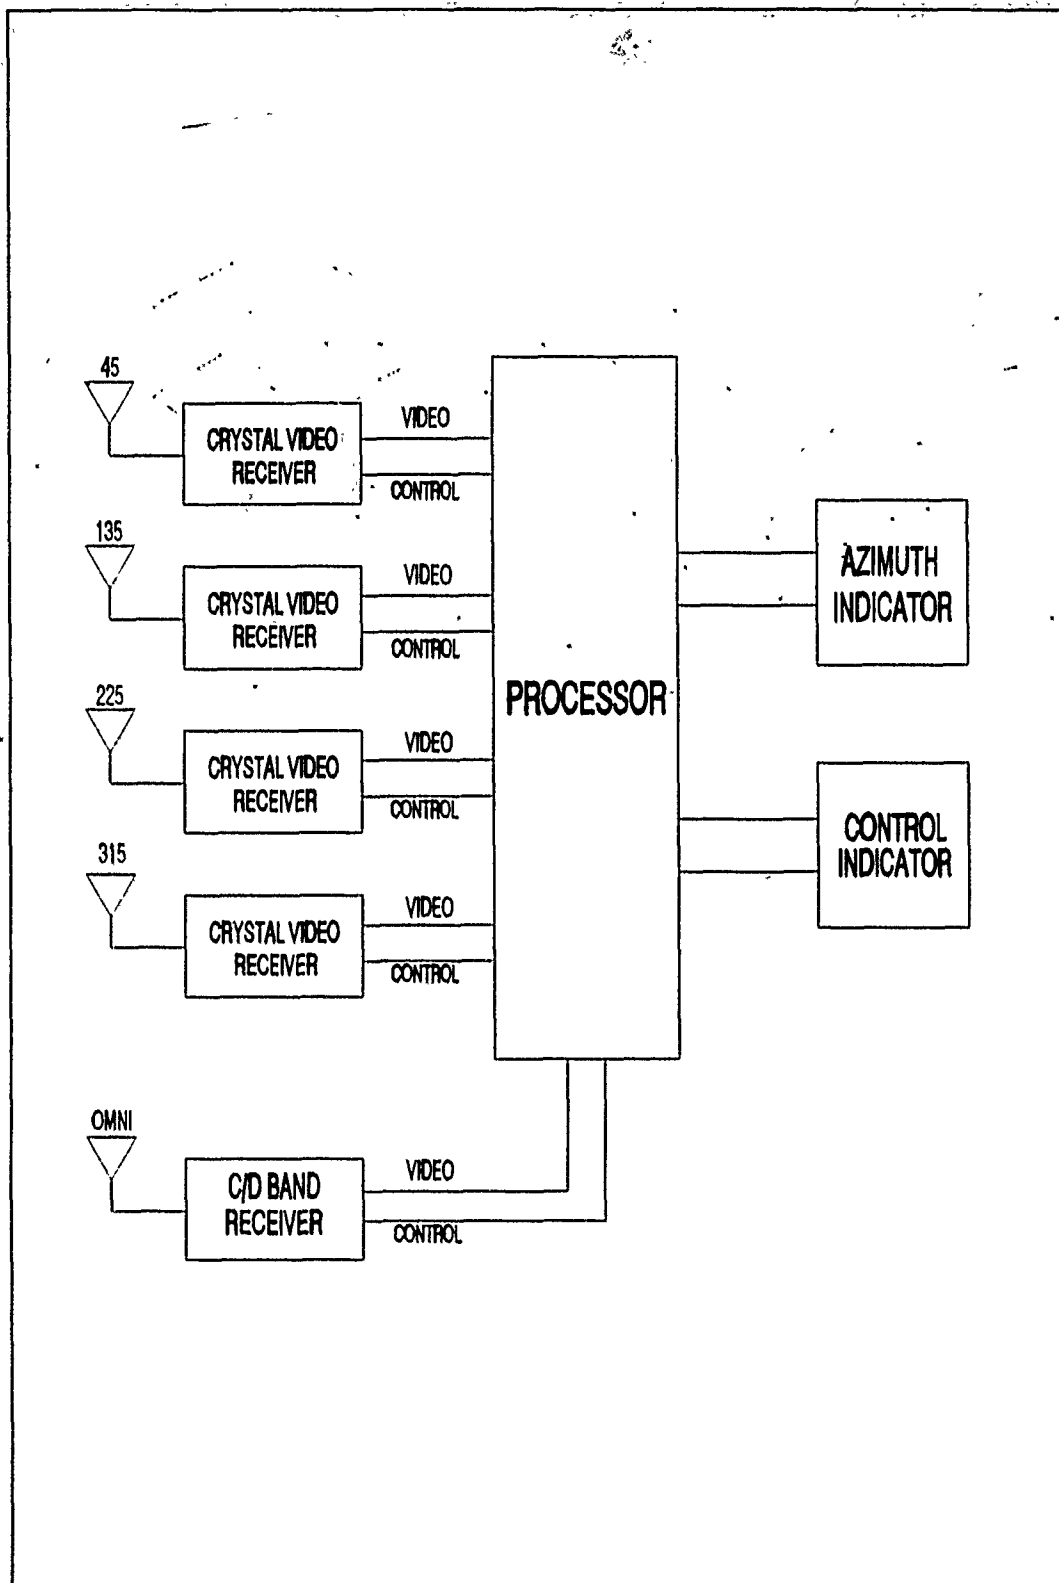 45
CRYSTAL VIDEO
RECEIVER
VIDEO
CONTROL
135
CRYSTAL VIDEO
RECEIVER
VIDEO
CONTROL
225
CRYSTAL VIDEO
RECEIVER
VIDEO
CONTROL
315
CRYSTAL VIDEO
RECEIVER
VIDEO
CONTROL
OMNI
C/D BAND
RECEIVER
VIDEO
CONTROL
PROCESSOR
AZIMUTH
INDICATOR
CONTROL
INDICATOR